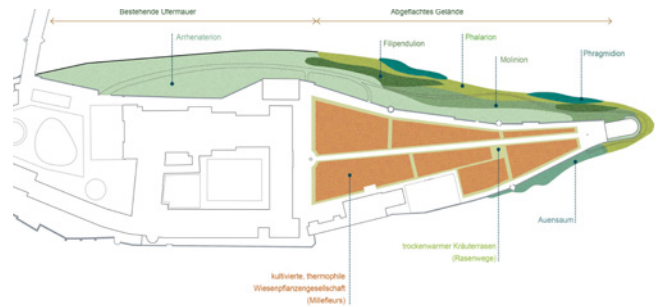 Bestehende Ufermauer
Abgeflachtes Gelände
Arrhenaterion
Filipendulion
Phalarion
Molinion
Phragmidion
Auensaum
trockenwarmer Kräuterrasen
(Rasenwege)
kultivierte, thermophile
Wiesenpflanzengesellschaft
(Millefleurs)